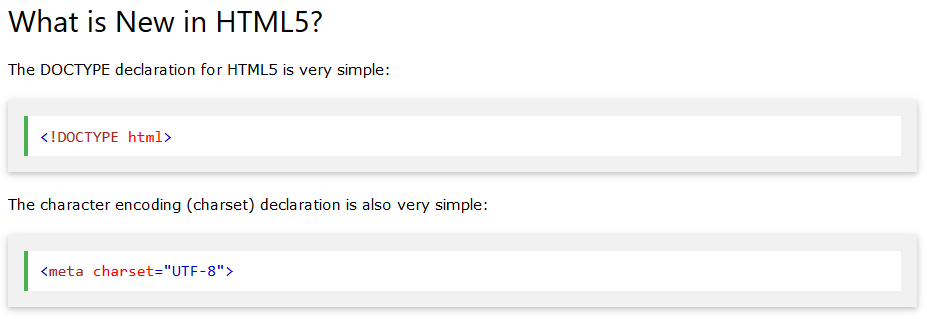 What is New in HTML5?
The DOCTYPE declaration for HTML5 is very simple:
<!DOCTYPE html>
The character encoding (charset) declaration is also very simple:
<meta charset="UTF-8">